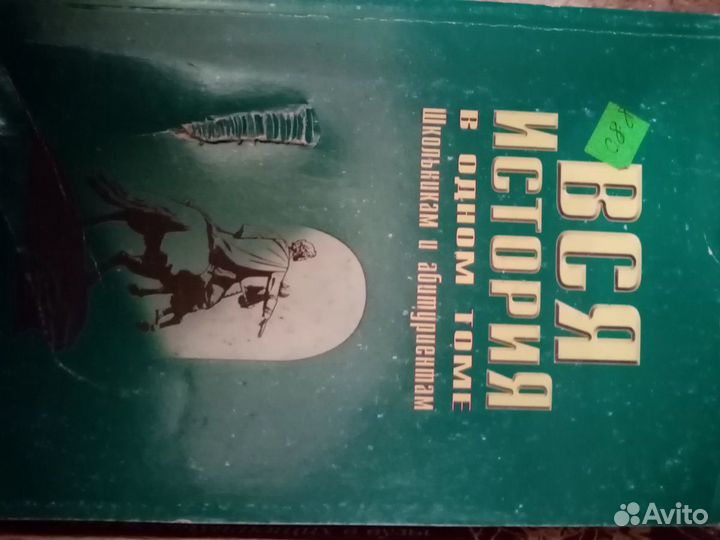 ВСЯ
ИСТОРИЯ
В ОДНОМ ТОМЕ
Школьникам и абитуриентам
Avito